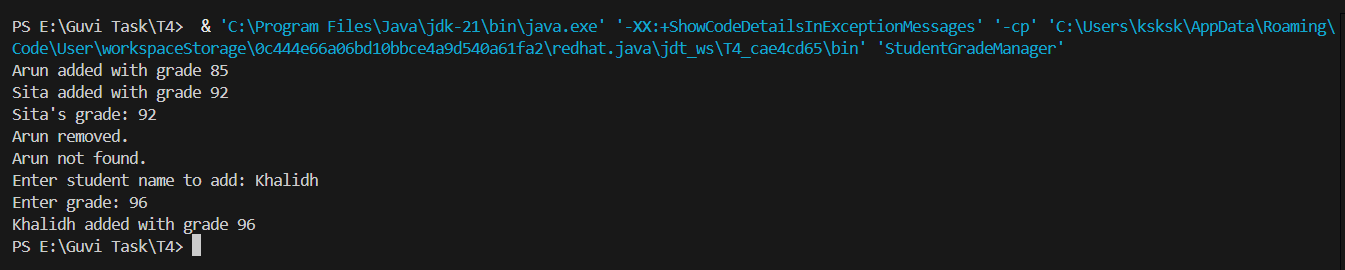 PS E:\Guvi Task\T4>  & 'C:\Program Files\Java\jdk-21\bin\java.exe' '-XX:+ShowCodeDetailsInExceptionMessages' '-cp' 'C:\Users\ksksk\AppData\Roaming\
Code\User\workspaceStorage\0c444e66a06bd10bbce4a9d540a61fa2\redhat.java\jdt_ws\T4_cae4cd65\bin' 'StudentGradeManager'
Arun added with grade 85
Sita added with grade 92
Sita's grade: 92
Arun removed.
Arun not found.
Enter student name to add: Khalidh
Enter grade: 96
Khalidh added with grade 96
PS E:\Guvi Task\T4>